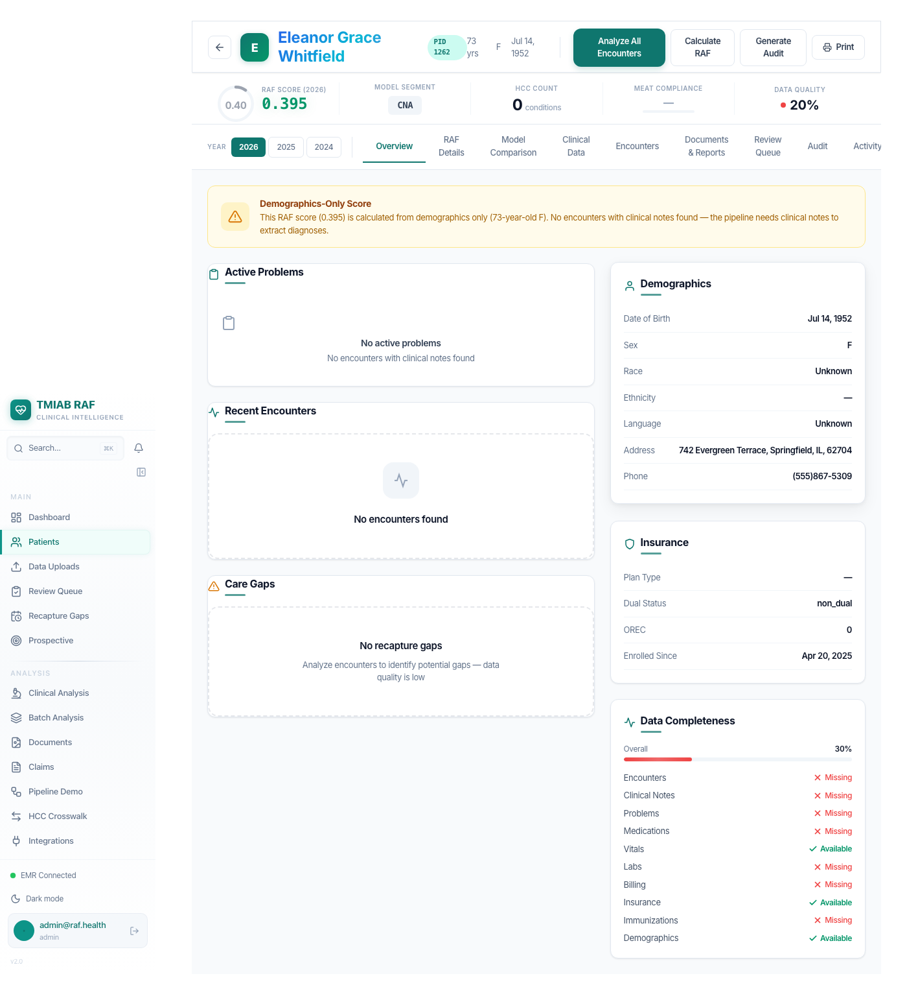 E
Eleanor Grace
Whitfield
PID
1262
73
yrs
F
Jul 14,
1952
Analyze All
Encounters
Calculate
RAF
Generate
Audit
Print
0.40
RAF SCORE (2026)
0.395
MODEL SEGMENT
CNA
HCC COUNT
0 conditions
MEAT COMPLIANCE
—
DATA QUALITY
20%
YEAR
2026
2025
2024
Overview
RAF
Details
Model
Comparison
Clinical
Data
Encounters
Documents
& Reports
Review
Queue
Audit
Activity
Demographics-Only Score
This RAF score (0.395) is calculated from demographics only (73-year-old F). No encounters with clinical notes found — the pipeline needs clinical notes to
extract diagnoses.
Active Problems
No active problems
No encounters with clinical notes found
Recent Encounters
No encounters found
Care Gaps
No recapture gaps
Analyze encounters to identify potential gaps — data
quality is low
Demographics
Date of Birth Jul 14, 1952
Sex F
Race Unknown
Ethnicity —
Language Unknown
Address 742 Evergreen Terrace, Springfield, IL, 62704
Phone (555)867-5309
Insurance
Plan Type —
Dual Status non_dual
OREC 0
Enrolled Since Apr 20, 2025
Data Completeness
Overall 30%
Encounters Missing
Clinical Notes Missing
Problems Missing
Medications Missing
Vitals Available
Labs Missing
Billing Missing
Insurance Available
Immunizations Missing
Demographics Available
TMIAB RAF
CLINICAL INTELLIGENCE
Search... ⌘K
MAIN
Dashboard
Patients
Data Uploads
Review Queue
Recapture Gaps
Prospective
ANALYSIS
Clinical Analysis
Batch Analysis
Documents
Claims
Pipeline Demo
HCC Crosswalk
Integrations
EMR Connected
Dark mode
admin@raf.health
admin
v2.0